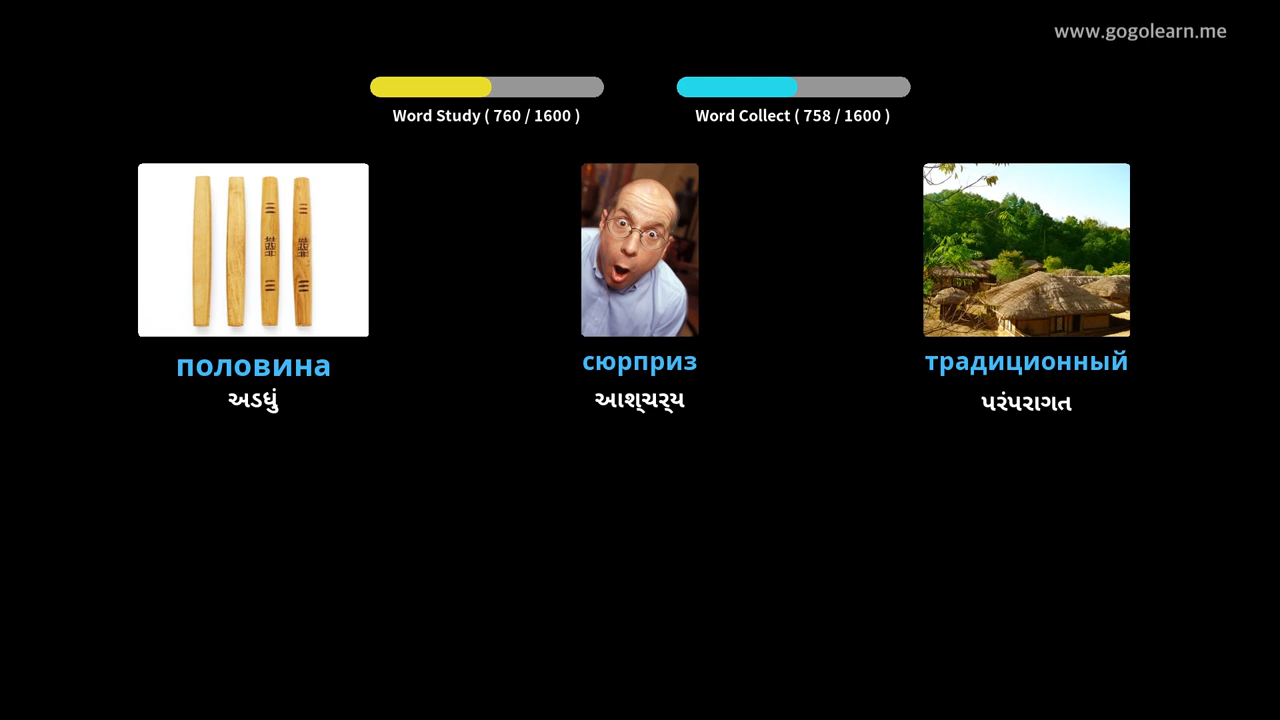 www.gogolearn.me
Word Study ( 760 / 1600 )
Word Collect ( 758 / 1600 )
половина
сюрприз
традиционный
અડધું
આશ્ચર્ય
પરંપરાગત